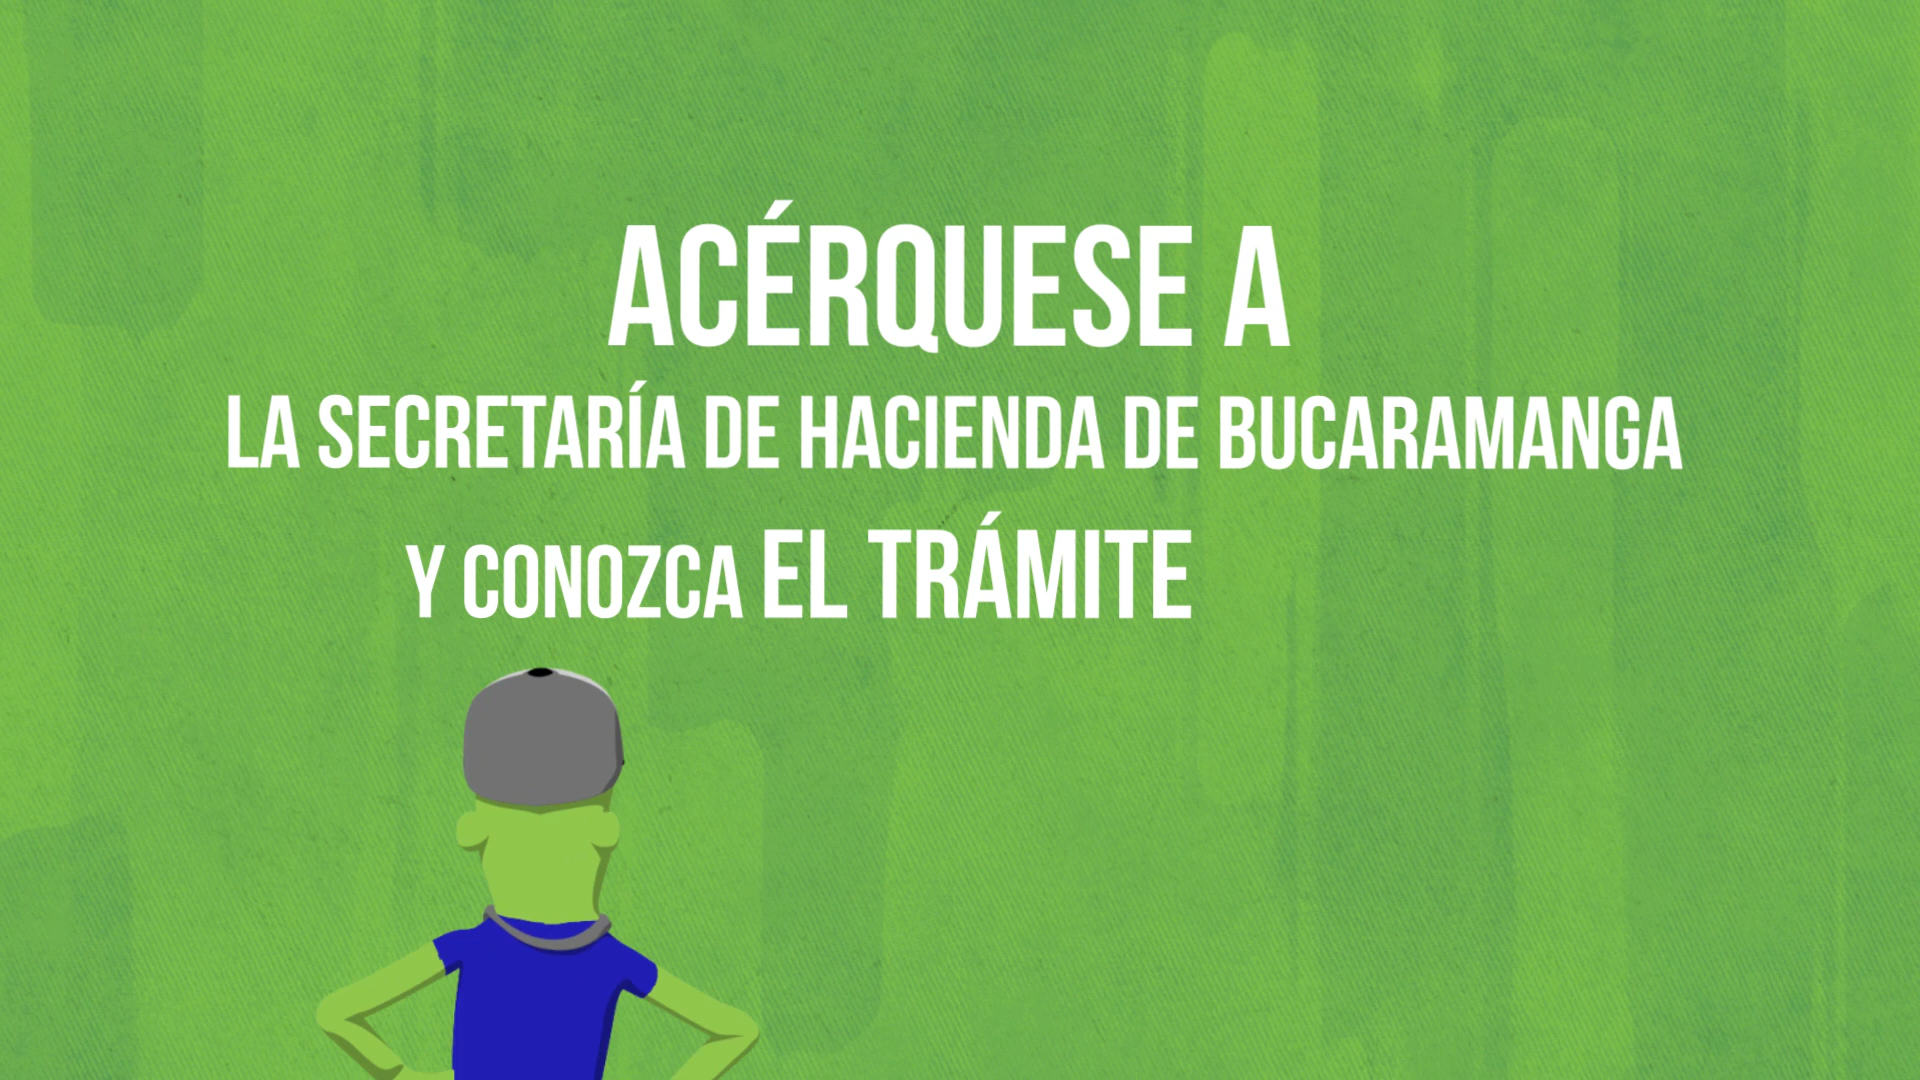 ACÉRQUESE A
LA SECRETARÍA DE HACIENDA DE BUCARAMANGA
Y CONOZCA EL TRÁMITE